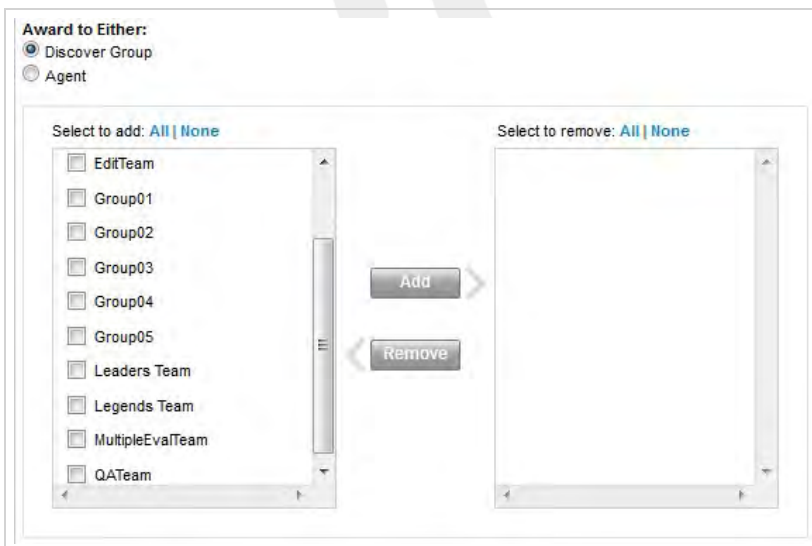 Award to Either:
Discover Group
Agent
Select to add: All | None
Select to remove: All | None
EditTeam
Group01
Group02
Group03
Group04
Group05
Leaders Team
Legends Team
MultipleEvalTeam
QATeam
Add
Remove